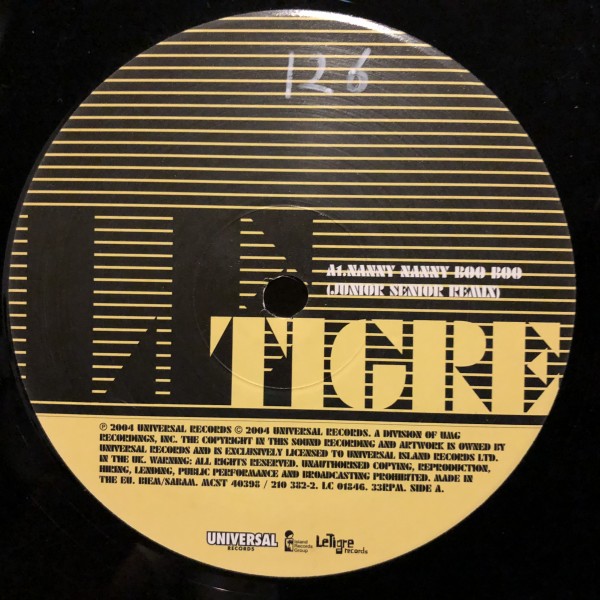 126
LE
A1.NANNY NANNY BOO BOO
(JUNIOR SENIOR REMIX)
TIGRE
℗ 2004 UNIVERSAL RECORDS © 2004 UNIVERSAL RECORDS. A DIVISION OF UMG
RECORDINGS, INC. THE COPYRIGHT IN THIS SOUND RECORDING AND ARTWORK IS OWNED BY
UNIVERSAL RECORDS AND IS EXCLUSIVELY LICENSED TO UNIVERSAL ISLAND RECORDS LTD.
IN THE UK. WARNING: ALL RIGHTS RESERVED. UNAUTHORISED COPYING, REPRODUCTION,
HIRING, LENDING, PUBLIC PERFORMANCE AND BROADCASTING PROHIBITED. MADE IN
THE EU. BIEM/SABAM. MCST 40398 / 210 382-2. LC 01846. 33RPM. SIDE A.
UNIVERSAL
RECORDS
Island
Records
Group
LeTigre
records